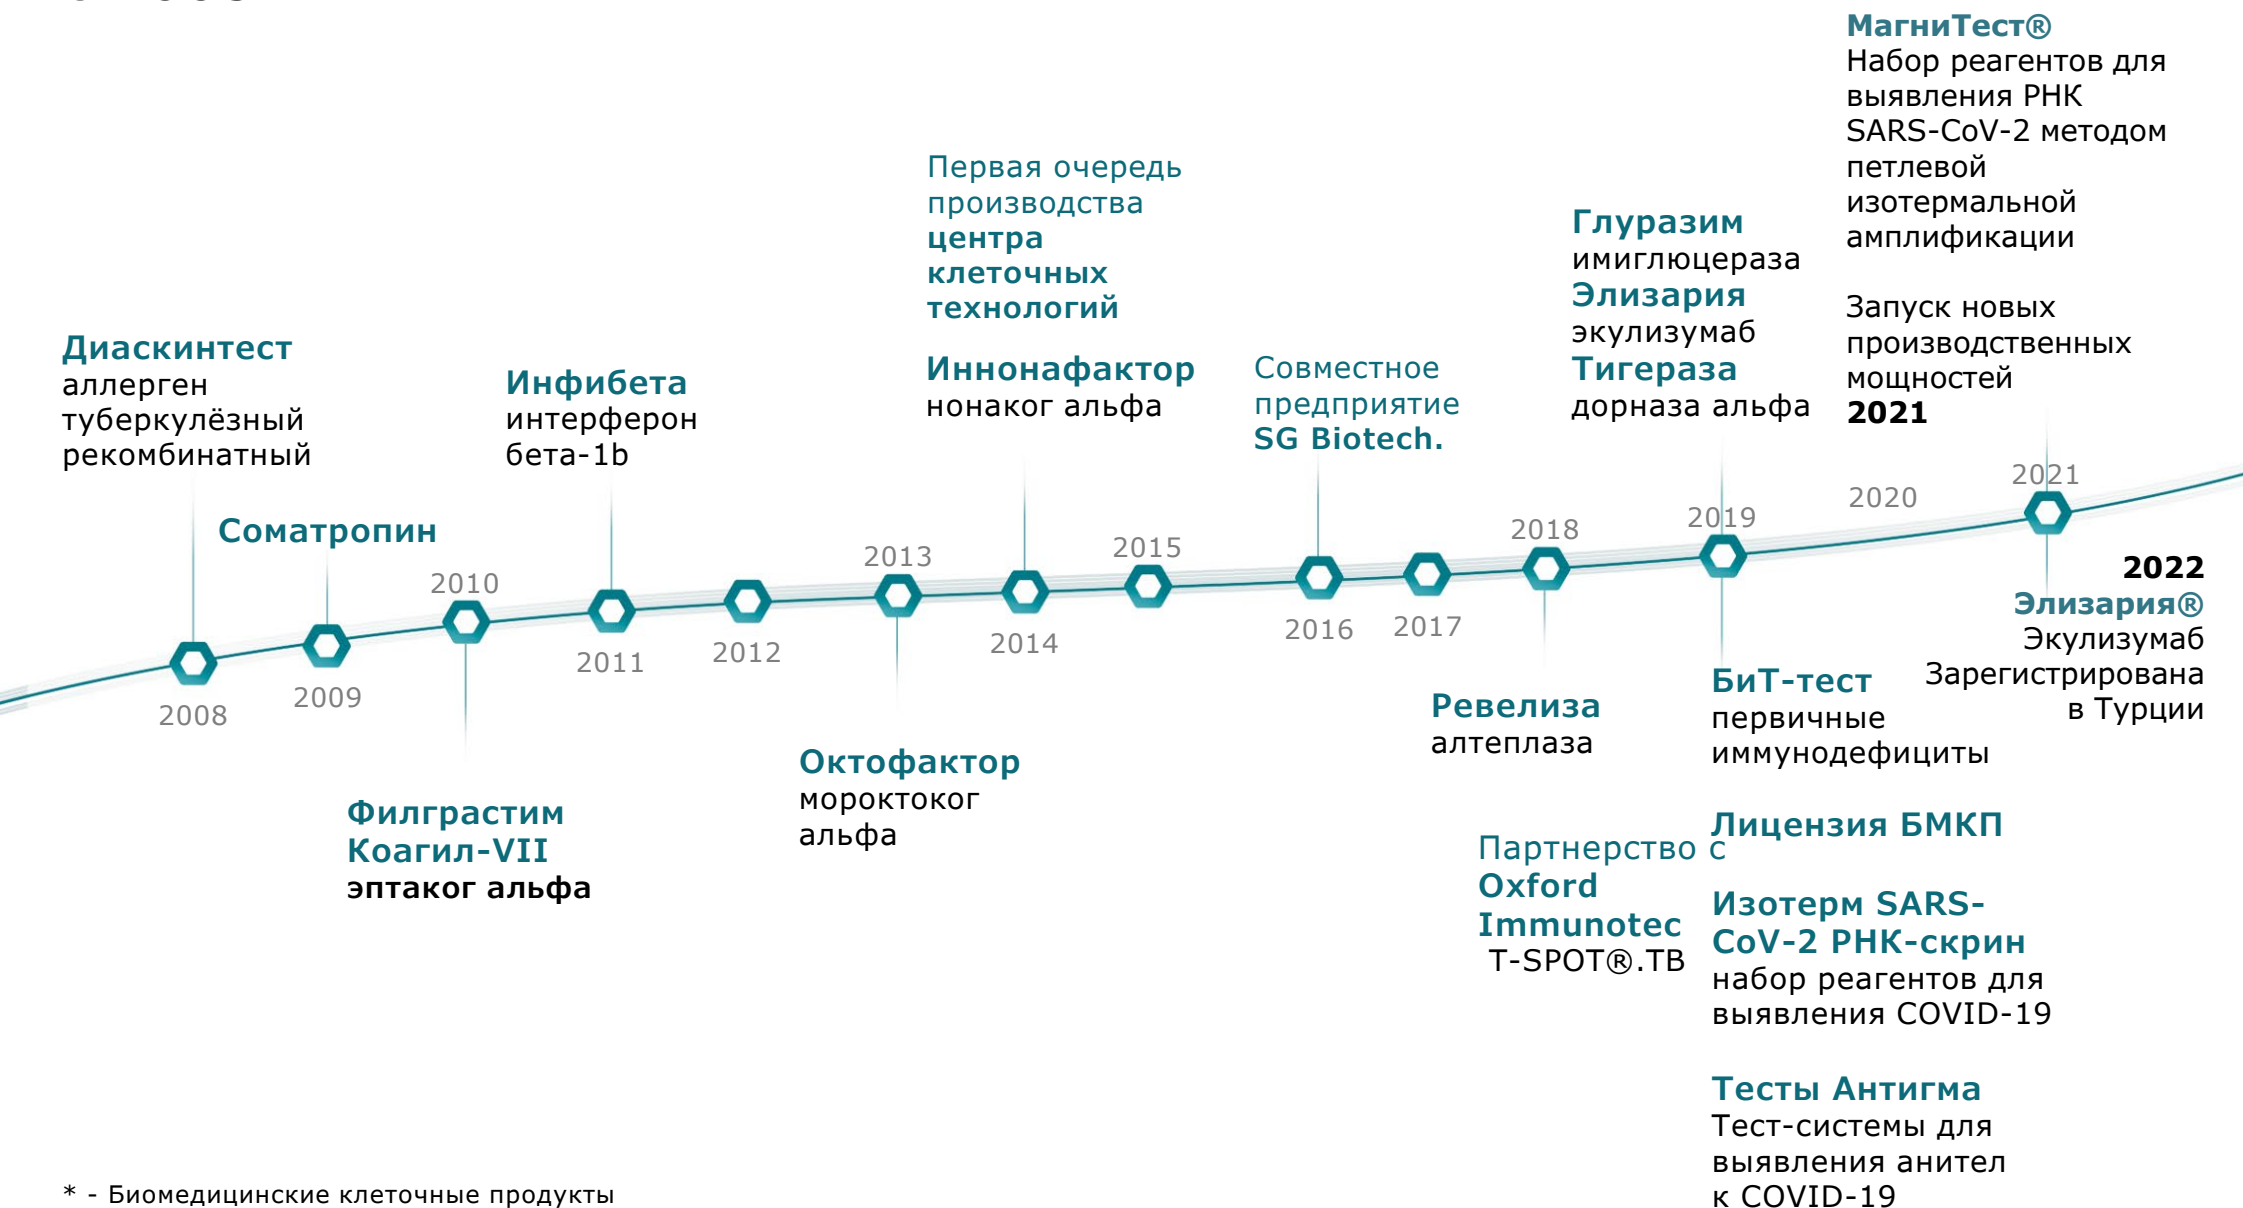 МагниТест®
Набор реагентов для
выявления РНК
SARS-CoV-2 методом
петлевой
изотермальной
амплификации
Запуск новых
производственных
мощностей
2021
Первая очередь
производства
центра
клеточных
технологий
Иннонафактор
нонаког альфа
Глуразим
имиглюцераза
Элизария
экулизумаб
Тигераза
дорназа альфа
Диаскинтест
аллерген
туберкулёзный
рекомбинатный
Инфибета
интерферон
бета-1b
Совместное
предприятие
SG Biotech.
Соматропин
2008
2009
2010
2011
2012
2013
2014
2015
2016
2017
2018
2019
2020
2021
2022
Элизария®
Экулизумаб
Зарегистрирована
в Турции
Филграстим
Коагил-VII
эптаког альфа
Октофактор
мороктоког
альфа
Ревелиза
алтеплаза
Партнерство с
Oxford
Immunotec
T-SPOT®.TB
БиТ-тест
первичные
иммунодефициты
Лицензия БМКП
Изотерм SARS-
CoV-2 РНК-скрин
набор реагентов для
выявления COVID-19
Тесты Антигма
Тест-системы для
выявления анител
к COVID-19
* - Биомедицинские клеточные продукты